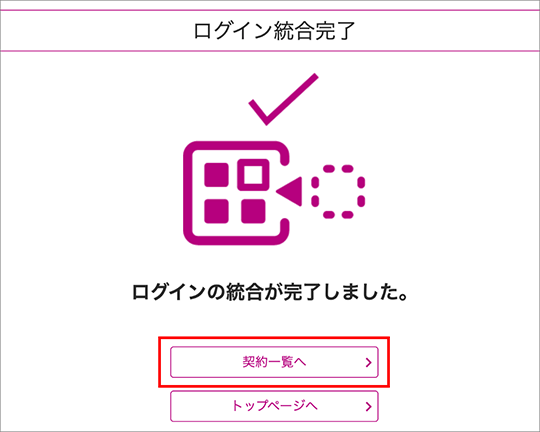 ログイン統合完了
ログインの統合が完了しました。
契約一覧へ
トップページへ